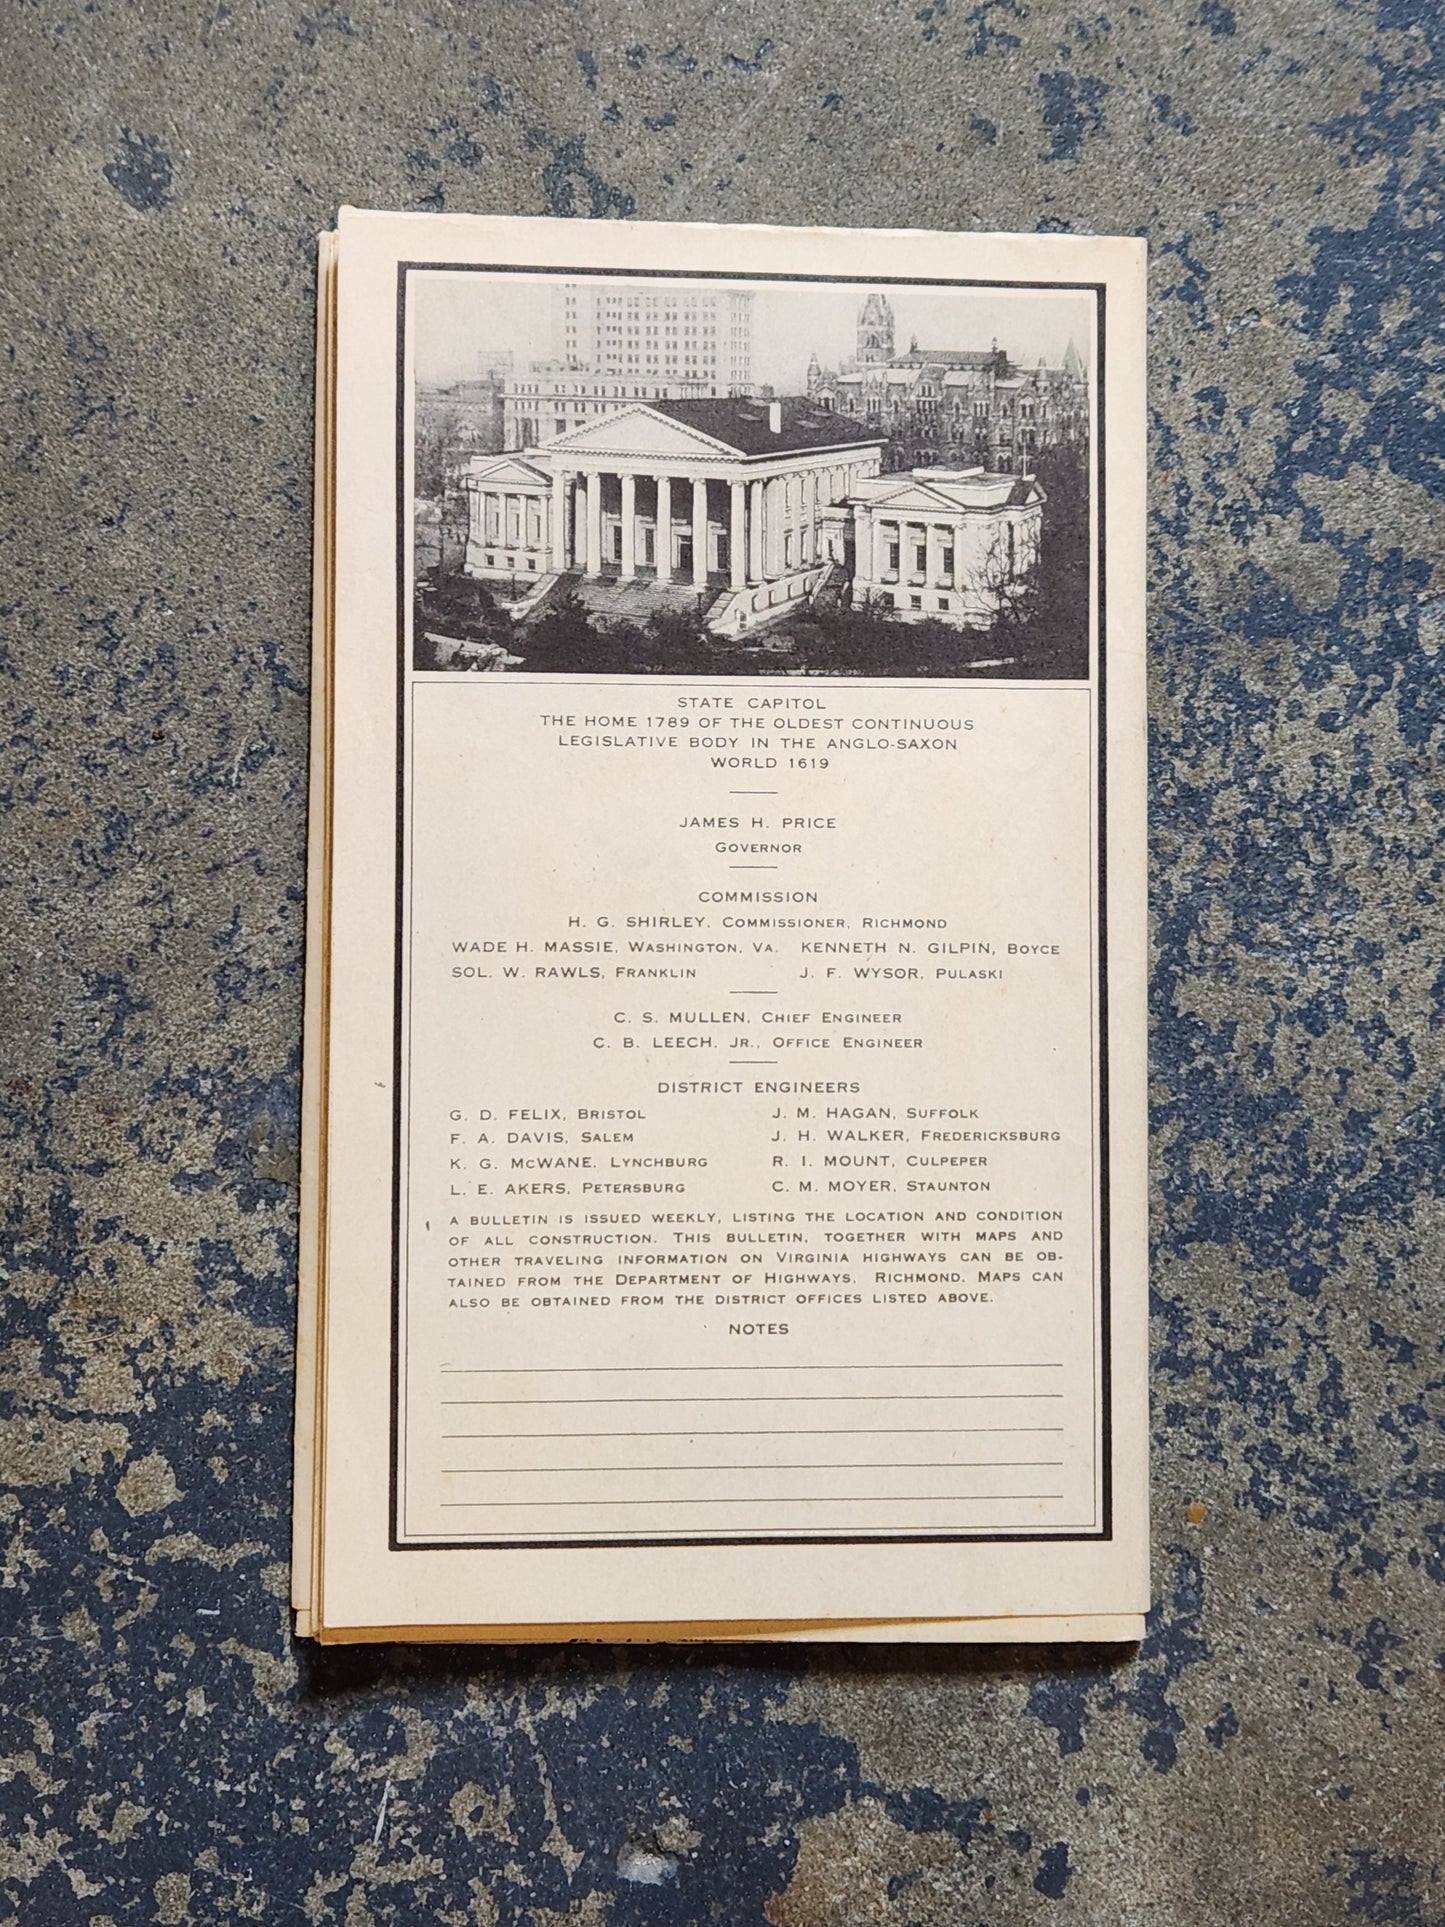 STATE CAPITOL
THE HOME 1789 OF THE OLDEST CONTINUOUS
LEGISLATIVE BODY IN THE ANGLO-SAXON
WORLD 1619
JAMES H. PRICE
GOVERNOR
COMMISSION
H. G. SHIRLEY, COMMISSIONER, RICHMOND
WADE H. MASSIE, WASHINGTON, VA. KENNETH N. GILPIN, BOYCE
SOL. W. RAWLS, FRANKLIN J. F. WYSOR, PULASKI
C. S. MULLEN, CHIEF ENGINEER
C. B. LEECH, JR., OFFICE ENGINEER
DISTRICT ENGINEERS
G. D. FELIX, BRISTOL J. M. HAGAN, SUFFOLK
F. A. DAVIS, SALEM J. H. WALKER, FREDERICKSBURG
K. G. McWANE, LYNCHBURG R. I. MOUNT, CULPEPER
L. E. AKERS, PETERSBURG C. M. MOYER, STAUNTON
A BULLETIN IS ISSUED WEEKLY, LISTING THE LOCATION AND CONDITION
OF ALL CONSTRUCTION. THIS BULLETIN, TOGETHER WITH MAPS AND
OTHER TRAVELING INFORMATION ON VIRGINIA HIGHWAYS CAN BE OB-
TAINED FROM THE DEPARTMENT OF HIGHWAYS, RICHMOND. MAPS CAN
ALSO BE OBTAINED FROM THE DISTRICT OFFICES LISTED ABOVE.
NOTES